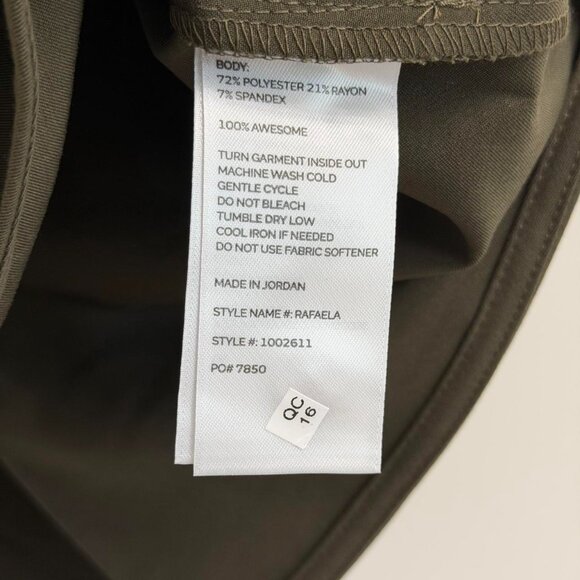 BODY:
72% POLYESTER 21% RAYON
7% SPANDEX
100% AWESOME
TURN GARMENT INSIDE OUT
MACHINE WASH COLD
GENTLE CYCLE
DO NOT BLEACH
TUMBLE DRY LOW
COOL IRON IF NEEDED
DO NOT USE FABRIC SOFTENER
MADE IN JORDAN
STYLE NAME #: RAFAELA
STYLE #: 1002611
PO# 7850
QC
16